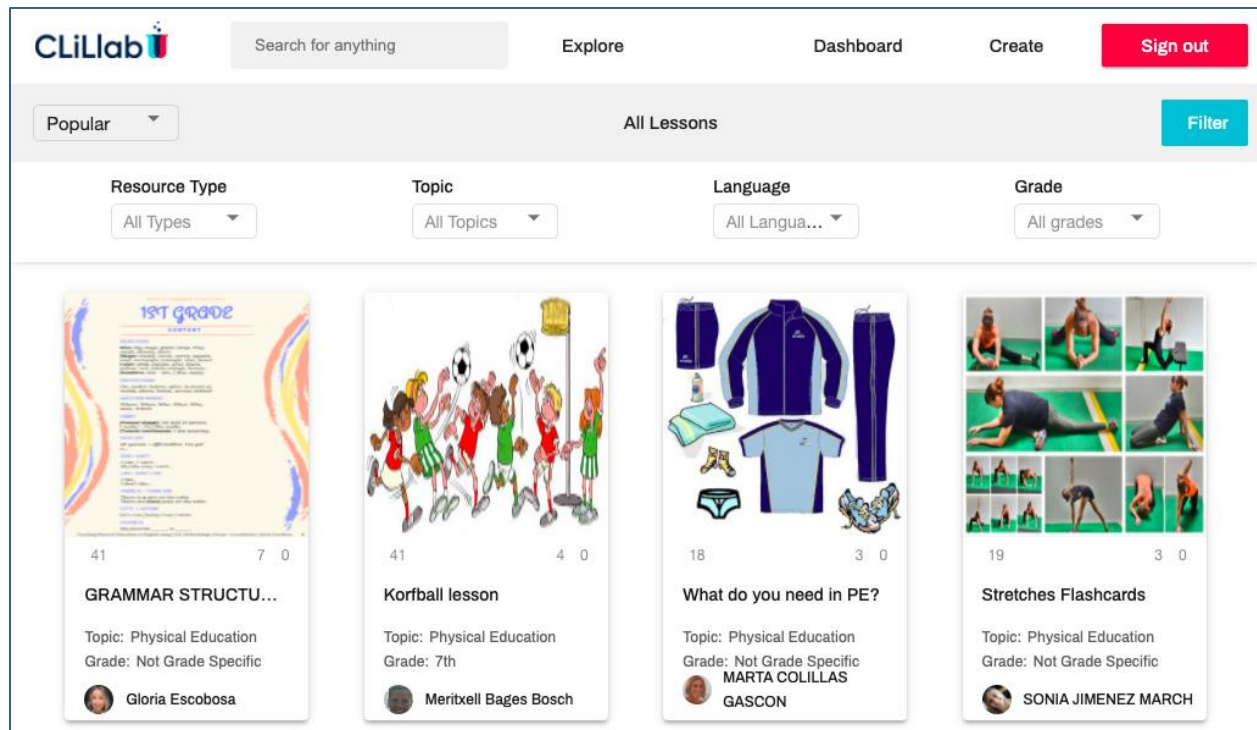 CLiLlab
Search for anything
Explore
Dashboard
Create
Sign out
Popular
All Lessons
Filter
Resource Type
Topic
Language
Grade
All Types
All Topics
All Langua...
All grades
1ST GRADE
CONTENT
41 7 0
GRAMMAR STRUCTU...
Topic: Physical Education
Grade: Not Grade Specific
Gloria Escobosa
41 4 0
Korfball lesson
Topic: Physical Education
Grade: 7th
Meritxell Bages Bosch
18 3 0
What do you need in PE?
Topic: Physical Education
Grade: Not Grade Specific
MARTA COLILLAS
GASCON
19 3 0
Stretches Flashcards
Topic: Physical Education
Grade: Not Grade Specific
SONIA JIMENEZ MARCH